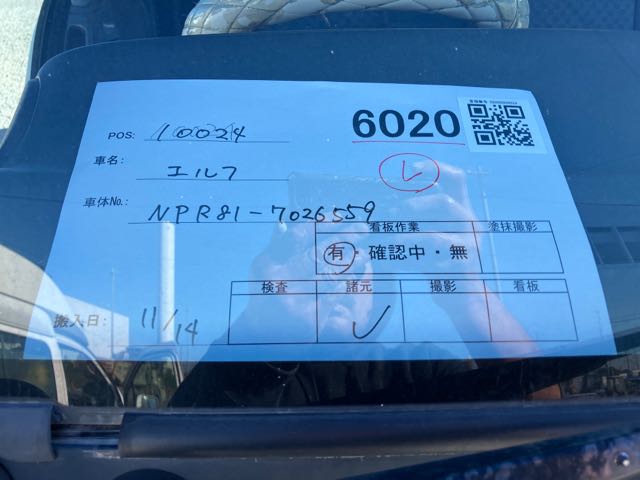 POS: 10024
6020
車名: エルフ
レ
車体No.: NPR81-7026559
看板作業 塗抹撮影
有・確認中・無
検査 諸元 撮影 看板
搬入日: 11/14